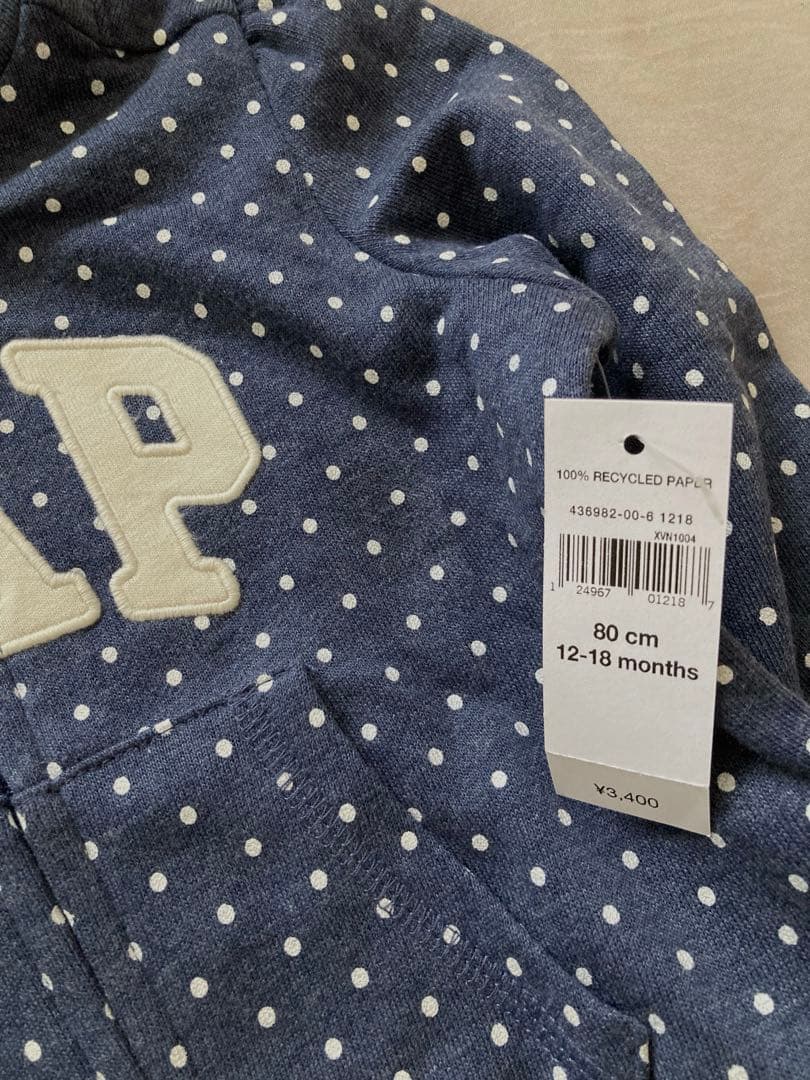 AP
100% RECYCLED PAPER
436982-00-6 1218
XVN1004
1 24967 01218 7
80 cm
12-18 months
¥3,400